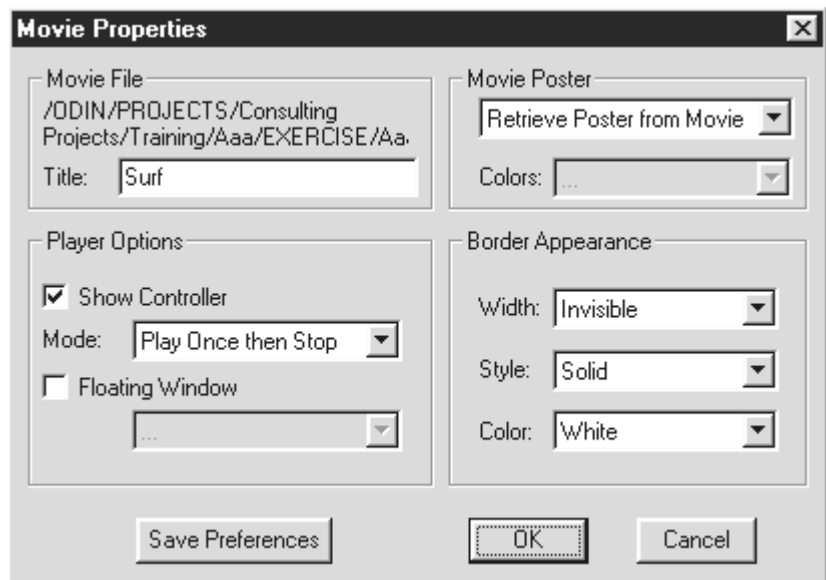 Movie Properties
Movie File
/ODIN/PROJECTS/Consulting
Projects/Training/Aaa/EXERCISE/Aa.
Title: Surf
Movie Poster
Retrieve Poster from Movie
Colors: ...
Player Options
Show Controller
Mode: Play Once then Stop
Floating Window
...
Border Appearance
Width: Invisible
Style: Solid
Color: White
Save Preferences
OK
Cancel